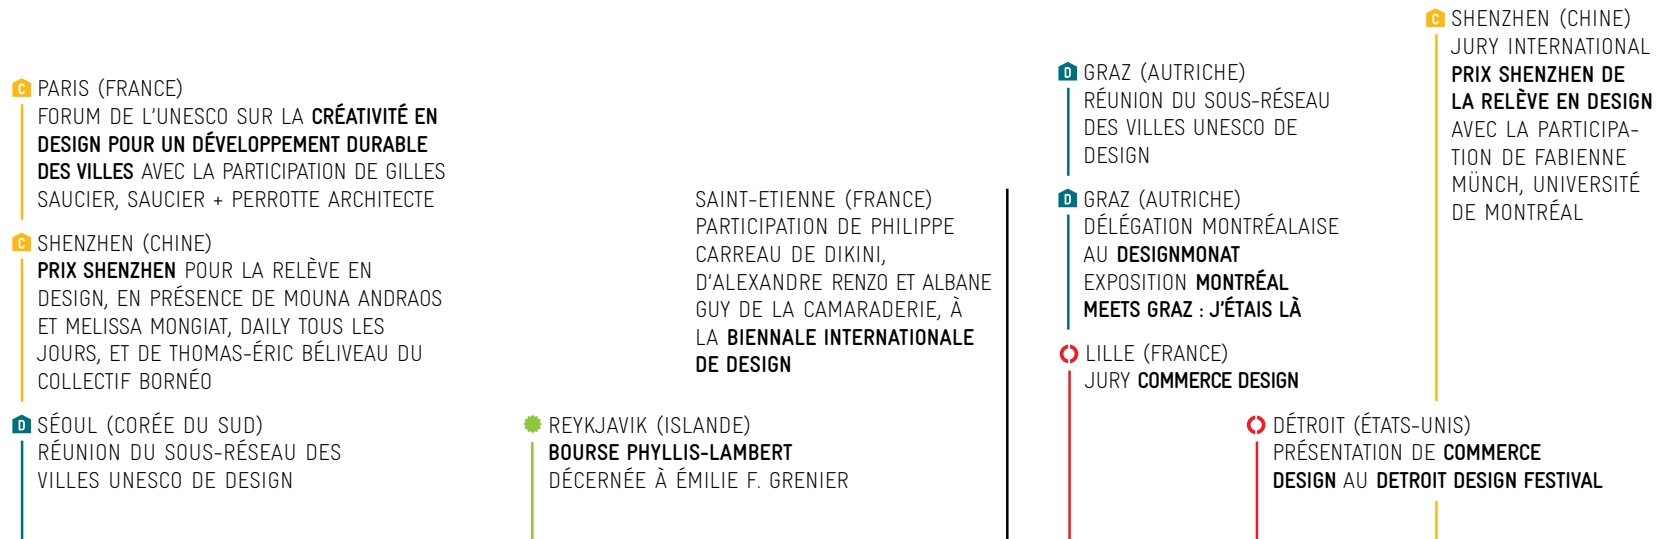 C PARIS (FRANCE)
FORUM DE L'UNESCO SUR LA CRÉATIVITÉ EN
DESIGN POUR UN DÉVELOPPEMENT DURABLE
DES VILLES AVEC LA PARTICIPATION DE GILLES
SAUCIER, SAUCIER + PERROTTE ARCHITECTE
C SHENZHEN (CHINE)
PRIX SHENZHEN POUR LA RELÈVE EN
DESIGN, EN PRÉSENCE DE MOUNA ANDRAOS
ET MELISSA MONGIAT, DAILY TOUS LES
JOURS, ET DE THOMAS-ÉRIC BÉLIVEAU DU
COLLECTIF BORNÉO
D SÉOUL (CORÉE DU SUD)
RÉUNION DU SOUS-RÉSEAU DES
VILLES UNESCO DE DESIGN
REYKJAVIK (ISLANDE)
BOURSE PHYLLIS-LAMBERT
DÉCERNÉE À ÉMILIE F. GRENIER
SAINT-ETIENNE (FRANCE)
PARTICIPATION DE PHILIPPE
CARREAU DE DIKINI,
D'ALEXANDRE RENZO ET ALBANE
GUY DE LA CAMARADERIE, À
LA BIENNALE INTERNATIONALE
DE DESIGN
D GRAZ (AUTRICHE)
RÉUNION DU SOUS-RÉSEAU
DES VILLES UNESCO DE
DESIGN
D GRAZ (AUTRICHE)
DÉLÉGATION MONTRÉALAISE
AU DESIGNMONAT
EXPOSITION MONTRÉAL
MEETS GRAZ : J'ÉTAIS LÀ
LILLE (FRANCE)
JURY COMMERCE DESIGN
DÉTROIT (ÉTATS-UNIS)
PRÉSENTATION DE COMMERCE
DESIGN AU DETROIT DESIGN FESTIVAL
C SHENZHEN (CHINE)
JURY INTERNATIONAL
PRIX SHENZHEN DE
LA RELÈVE EN DESIGN
AVEC LA PARTICIPA-
TION DE FABIENNE
MÜNCH, UNIVERSITÉ
DE MONTRÉAL